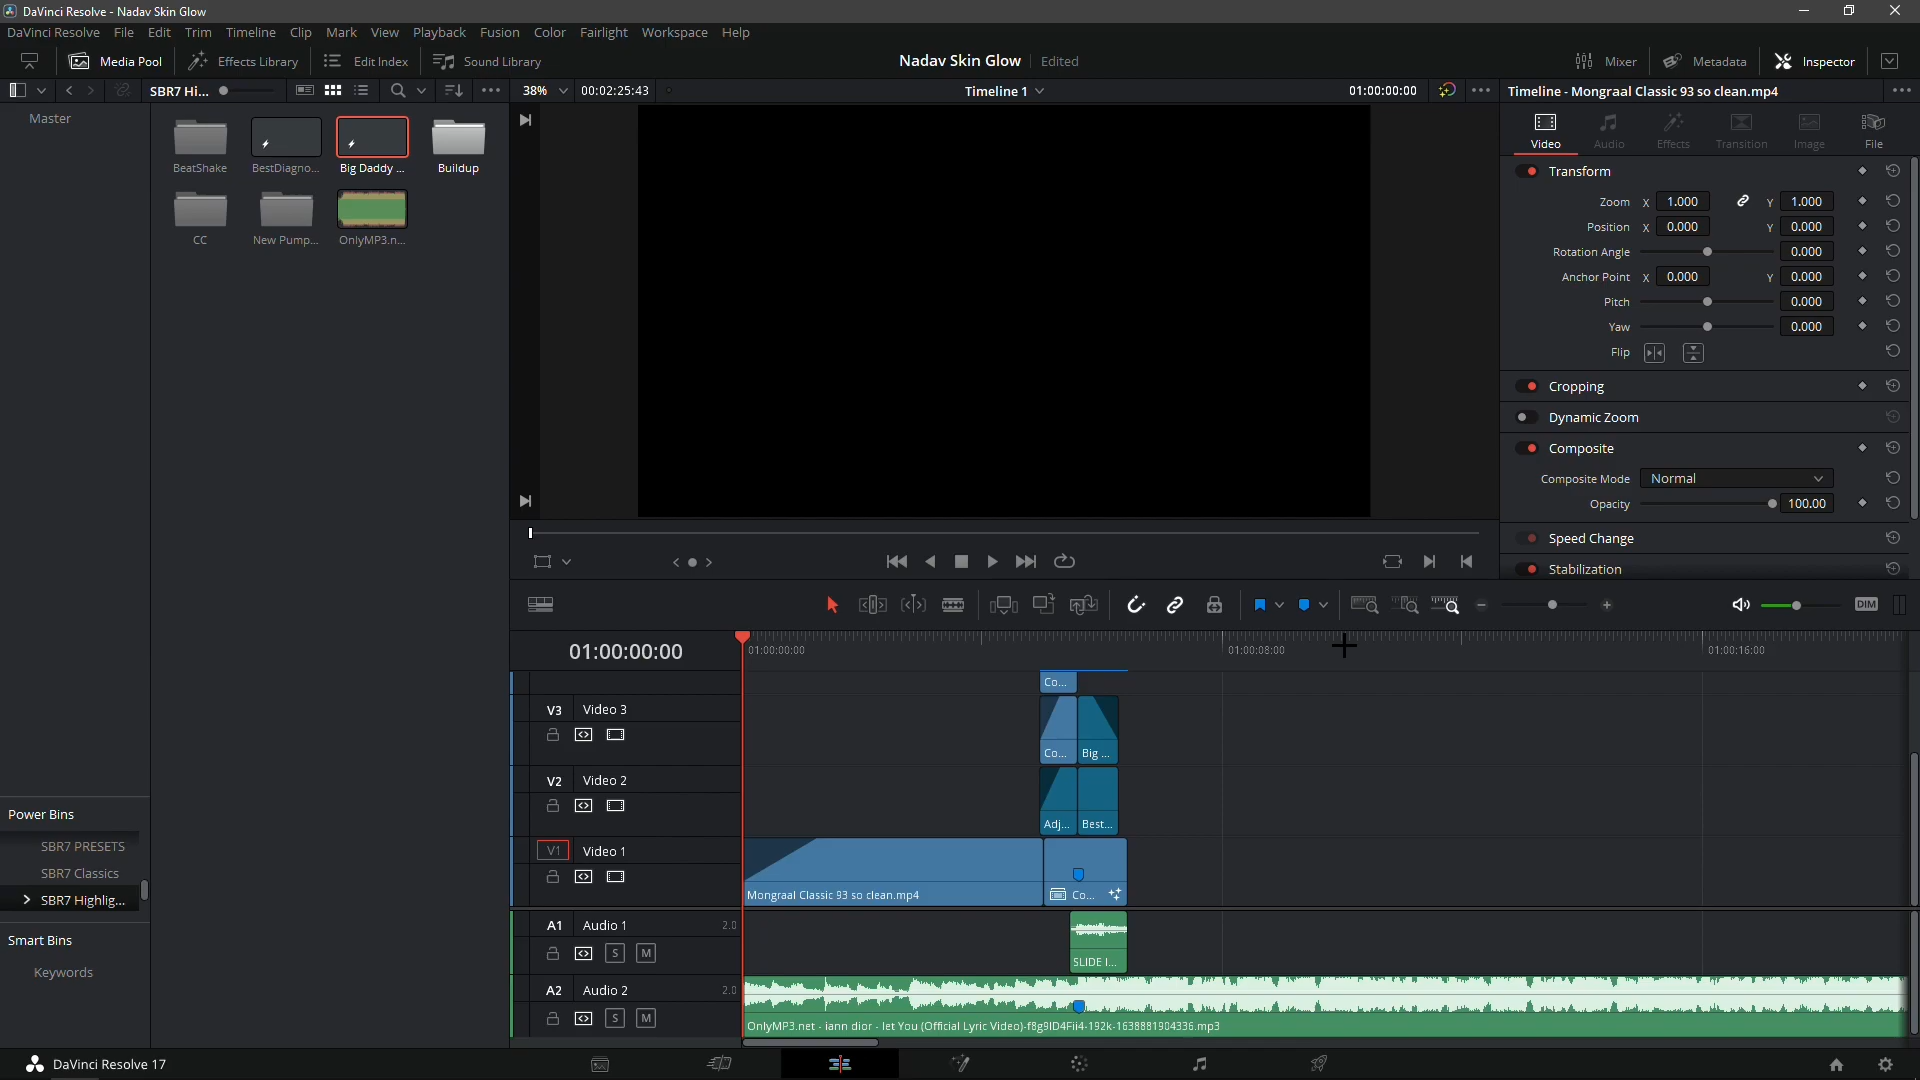 DaVinci Resolve - Nadav Skin Glow
DaVinci Resolve File Edit Trim Timeline Clip Mark View Playback Fusion Color Fairlight Workspace Help
Media Pool Effects Library Edit Index Sound Library Nadav Skin Glow Edited Mixer Metadata Inspector
SBR7 Hi... 38% 00:02:25:43 Timeline 1 01:00:00:00 Timeline - Mongraal Classic 93 so clean.mp4
Master
BeatShake BestDiagno... Big Daddy ... Buildup
CC New Pump... OnlyMP3.n...
Video Audio Effects Transition Image File
Transform
Zoom X 1.000 Y 1.000
Position X 0.000 Y 0.000
Rotation Angle 0.000
Anchor Point X 0.000 Y 0.000
Pitch 0.000
Yaw 0.000
Flip
Cropping
Dynamic Zoom
Composite
Composite Mode Normal
Opacity 100.00
Speed Change
Stabilization
DIM
01:00:00:00 01:00:00:00 01:00:08:00 01:00:16:00
Co...
V3 Video 3
Co... Big ...
V2 Video 2
Adj... Best...
V1 Video 1
Mongraal Classic 93 so clean.mp4 Co...
A1 Audio 1 2.0
S M
SLIDE I...
A2 Audio 2 2.0
S M
OnlyMP3.net - iann dior - let You (Official Lyric Video)-f8g9ID4Fii4-192k-1638881904336.mp3
Power Bins
SBR7 PRESETS
SBR7 Classics
SBR7 Highlig...
Smart Bins
Keywords
DaVinci Resolve 17